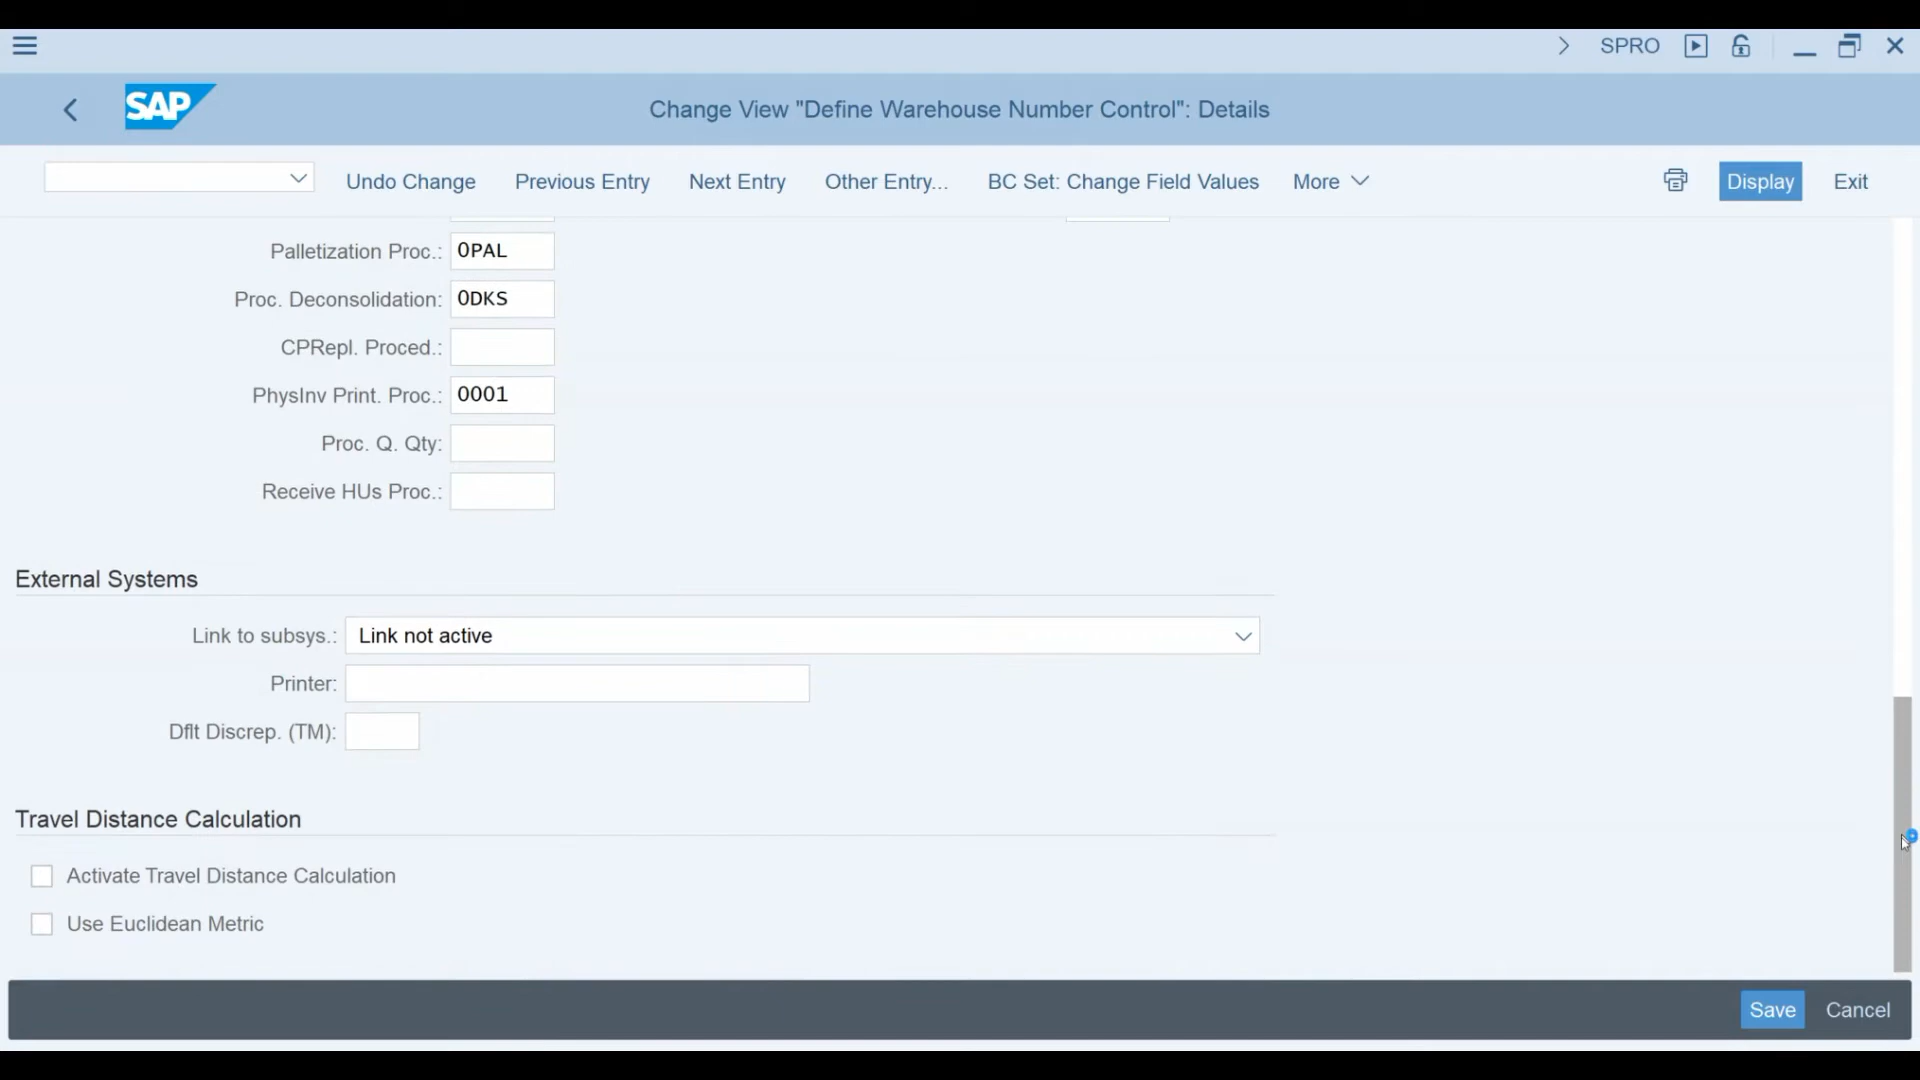 SPRO
SAP
Change View "Define Warehouse Number Control": Details
Undo Change Previous Entry Next Entry Other Entry... BC Set: Change Field Values More Display Exit
Palletization Proc.: 0PAL
Proc. Deconsolidation: 0DKS
CPRepl. Proced.:
PhysInv Print. Proc.: 0001
Proc. Q. Qty:
Receive HUs Proc.:
External Systems
Link to subsys.: Link not active
Printer:
Dflt Discrep. (TM):
Travel Distance Calculation
Activate Travel Distance Calculation
Use Euclidean Metric
Save Cancel